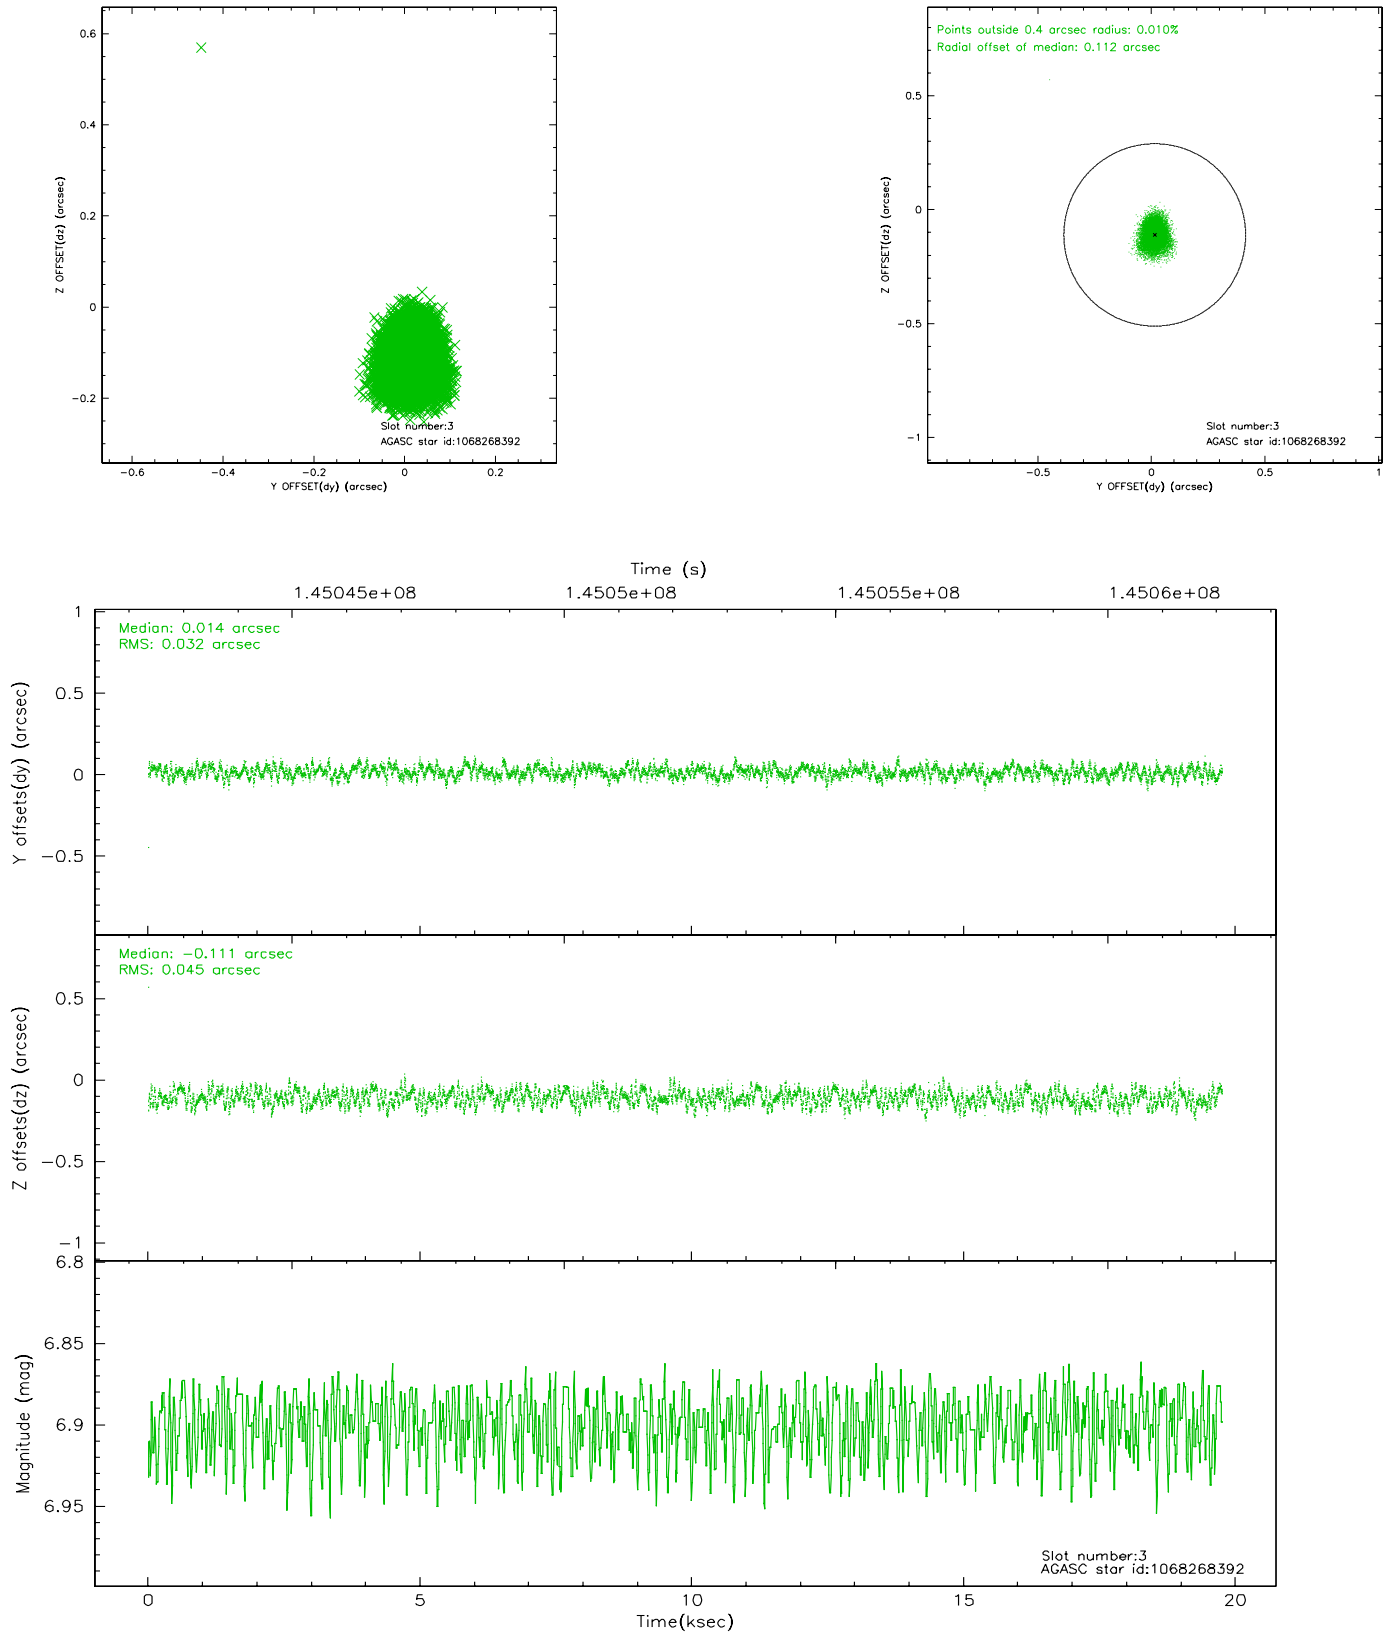 0.6
0.4
0.2
0
−0.2
Z OFFSET(dz) (arcsec)
Slot number:3
AGASC star id:1068268392
−0.6 −0.4 −0.2 0 0.2
Y OFFSET(dy) (arcsec)
Points outside 0.4 arcsec radius: 0.010%
Radial offset of median: 0.112 arcsec
0.5
0
−0.5
−1
Z OFFSET(dz) (arcsec)
Slot number:3
AGASC star id:1068268392
−0.5 0 0.5 1
Y OFFSET(dy) (arcsec)
Time (s)
1.45045e+08 1.4505e+08 1.45055e+08 1.4506e+08
Median: 0.014 arcsec
RMS: 0.032 arcsec
1
0.5
0
−0.5
Y offsets(dy) (arcsec)
Median: −0.111 arcsec
RMS: 0.045 arcsec
0.5
0
−0.5
−1
Z offsets(dz) (arcsec)
6.8
6.85
6.9
6.95
Magnitude (mag)
Slot number:3
AGASC star id:1068268392
0 5 10 15 20
Time(ksec)